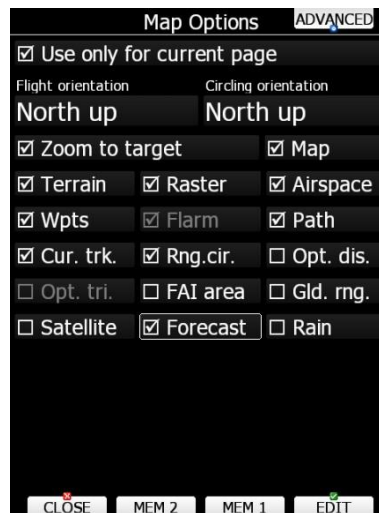 Map Options ADVANCED
Use only for current page
Flight orientation Circling orientation
North up North up
Zoom to target Map
Terrain Raster Airspace
Wpts Flarm Path
Cur. trk. Rng.cir. Opt. dis.
Opt. tri. FAI area Gld. rng.
Satellite Forecast Rain
CLOSE MEM 2 MEM 1 EDIT